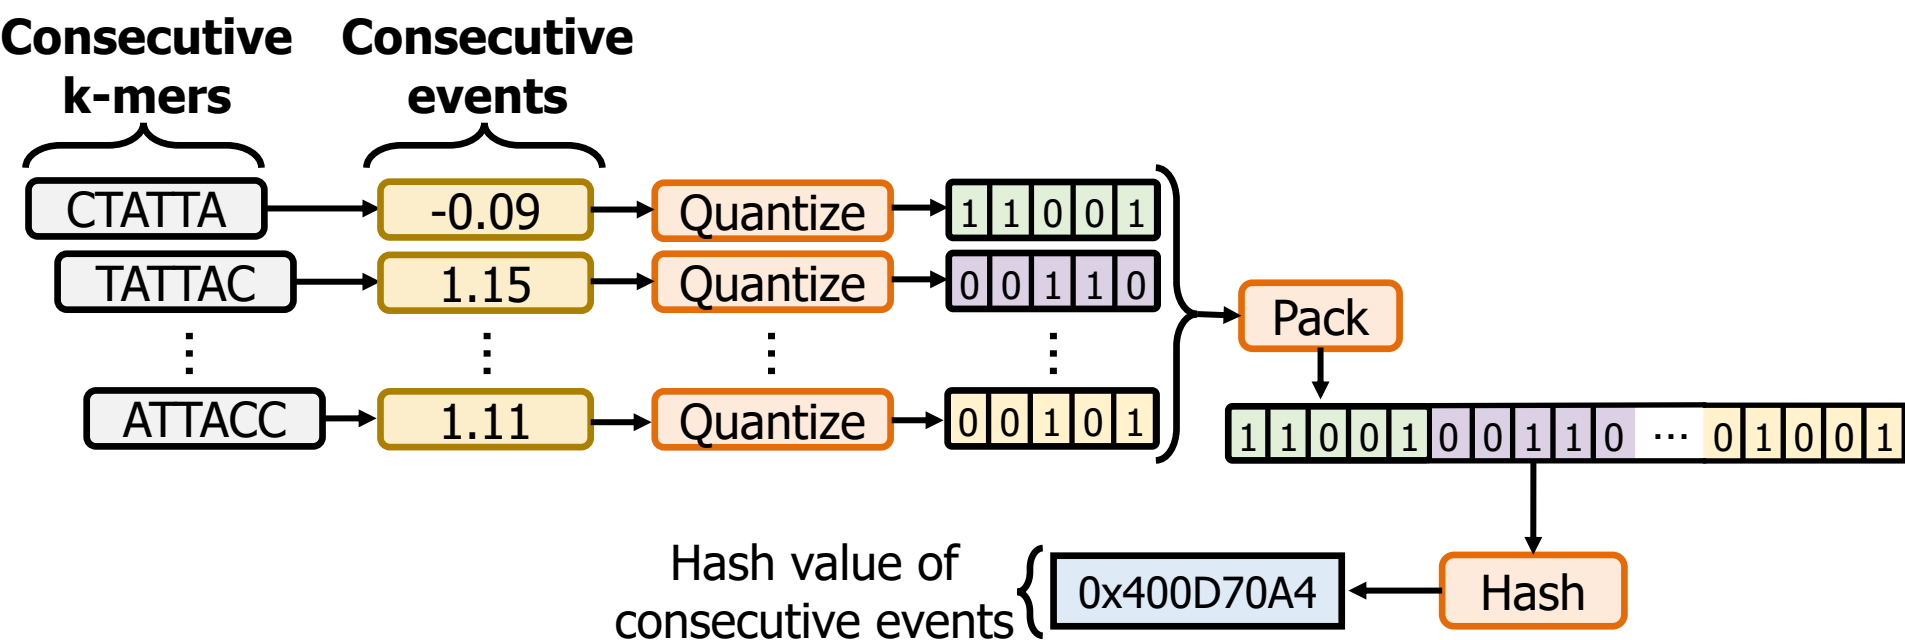 Consecutive k-mers
Consecutive events
CTATTA -0.09 Quantize 1 1 0 0 1
TATTAC 1.15 Quantize 0 0 1 1 0
Pack
ATTACC 1.11 Quantize 0 0 1 0 1
1 1 0 0 1 0 0 1 1 0 ... 0 1 0 0 1
Hash value of
consecutive events
0x400D70A4
Hash